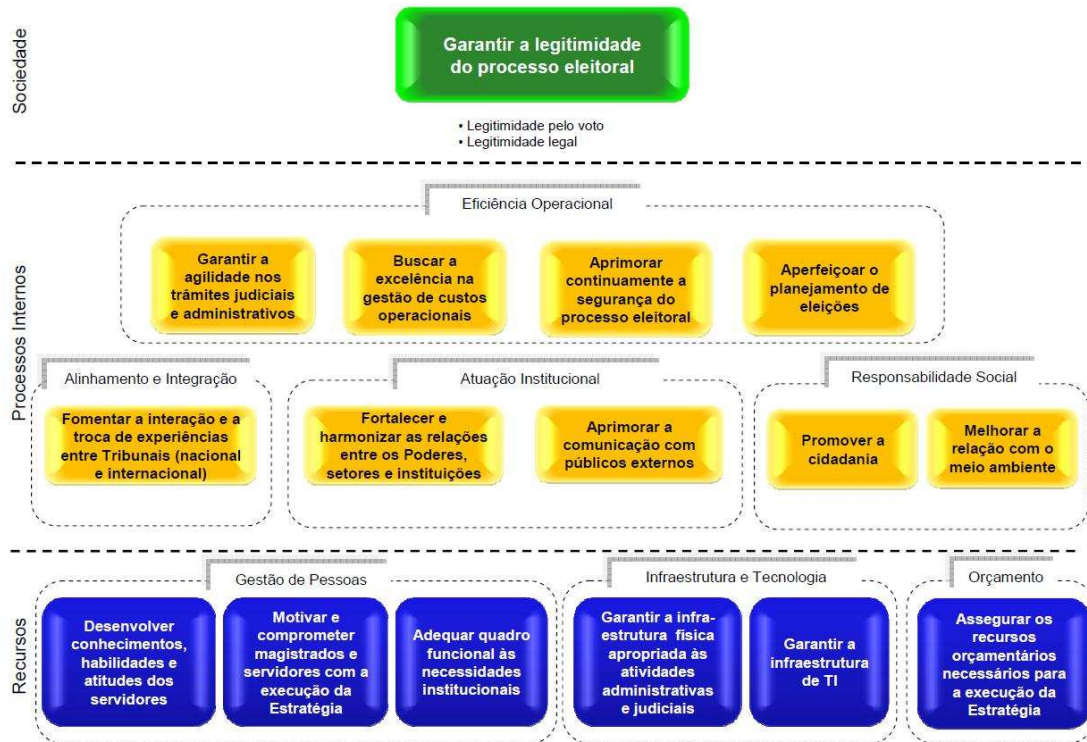 Sociedade
Garantir a legitimidade
do processo eleitoral
• Legitimidade pelo voto
• Legitimidade legal
Processos Internos
Eficiência Operacional
Garantir a
agilidade nos
trâmites judiciais
e administrativos
Buscar a
excelência na
gestão de custos
operacionais
Aprimorar
continuamente a
segurança do
processo eleitoral
Aperfeiçoar o
planejamento de
eleições
Alinhamento e Integração
Fomentar a interação e a
troca de experiências
entre Tribunais (nacional
e internacional)
Atuação Institucional
Fortalecer e
harmonizar as relações
entre os Poderes,
setores e instituições
Aprimorar a
comunicação com
públicos externos
Responsabilidade Social
Promover a
cidadania
Melhorar a
relação com o
meio ambiente
Recursos
Gestão de Pessoas
Desenvolver
conhecimentos,
habilidades e
atitudes dos
servidores
Motivar e
comprometer
magistrados e
servidores com a
execução da
Estratégia
Adequar quadro
funcional às
necessidades
institucionais
Infraestrutura e Tecnologia
Garantir a infra-
estrutura física
apropriada às
atividades
administrativas
e judiciais
Garantir a
infraestrutura
de TI
Orçamento
Assegurar os
recursos
orçamentários
necessários para
a execução da
Estratégia